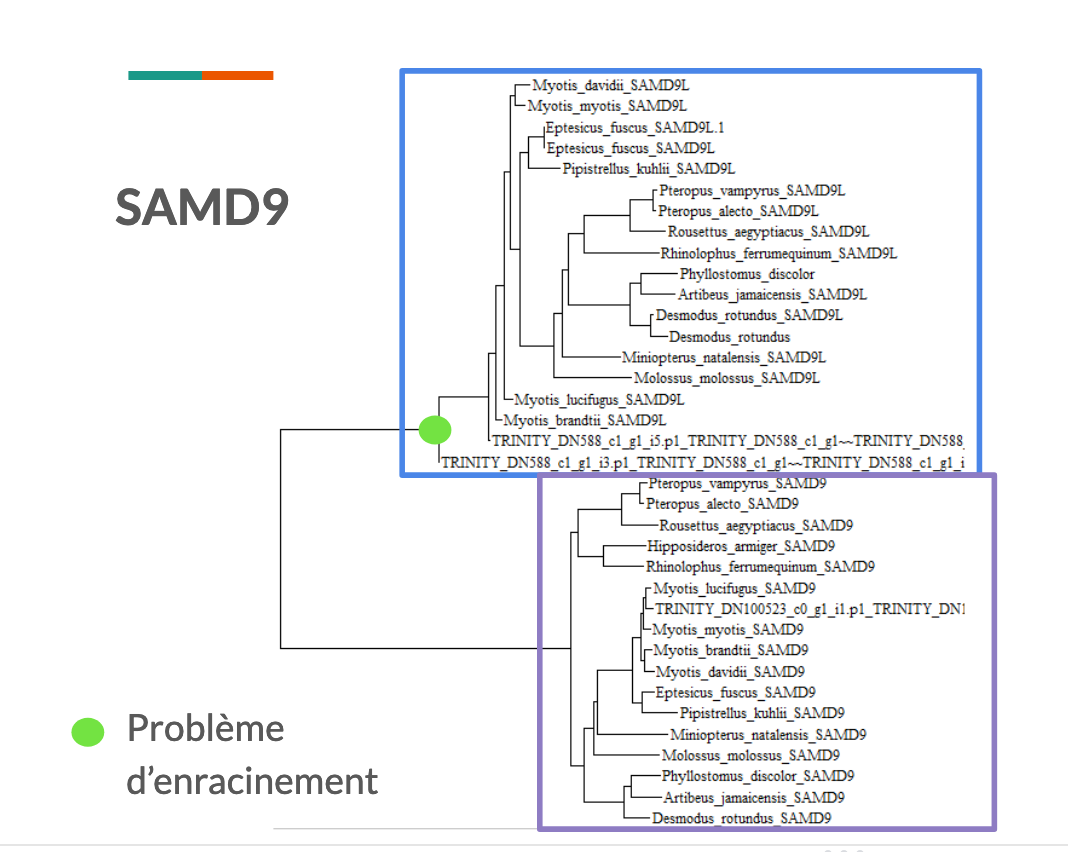 SAMD9
Myotis_davidii_SAMD9L
Myotis_myotis_SAMD9L
Eptesicus_fuscus_SAMD9L.1
Eptesicus_fuscus_SAMD9L
Pipistrellus_kuhlii_SAMD9L
Pteropus_vampyrus_SAMD9L
Pteropus_alecto_SAMD9L
Rousettus_aegyptiacus_SAMD9L
Rhinolophus_ferrumequinum_SAMD9L
Phyllostomus_discolor
Artibeus_jamaicensis_SAMD9L
Desmodus_rotundus_SAMD9L
Desmodus_rotundus
Miniopterus_natalensis_SAMD9L
Molossus_molossus_SAMD9L
Myotis_lucifugus_SAMD9L
Myotis_brandtii_SAMD9L
TRINITY_DN588_c1_g1_i5.p1_TRINITY_DN588_c1_g1~~TRINITY_DN588_
TRINITY_DN588_c1_g1_i3.p1_TRINITY_DN588_c1_g1~~TRINITY_DN588_c1_g1_i
Pteropus_vampyrus_SAMD9
Pteropus_alecto_SAMD9
Rousettus_aegyptiacus_SAMD9
Hipposideros_armiger_SAMD9
Rhinolophus_ferrumequinum_SAMD9
Myotis_lucifugus_SAMD9
TRINITY_DN100523_c0_g1_i1.p1_TRINITY_DN1
Myotis_myotis_SAMD9
Myotis_brandtii_SAMD9
Myotis_davidii_SAMD9
Eptesicus_fuscus_SAMD9
Pipistrellus_kuhlii_SAMD9
Miniopterus_natalensis_SAMD9
Molossus_molossus_SAMD9
Phyllostomus_discolor_SAMD9
Artibeus_jamaicensis_SAMD9
Desmodus_rotundus_SAMD9
Problème
d'enracinement